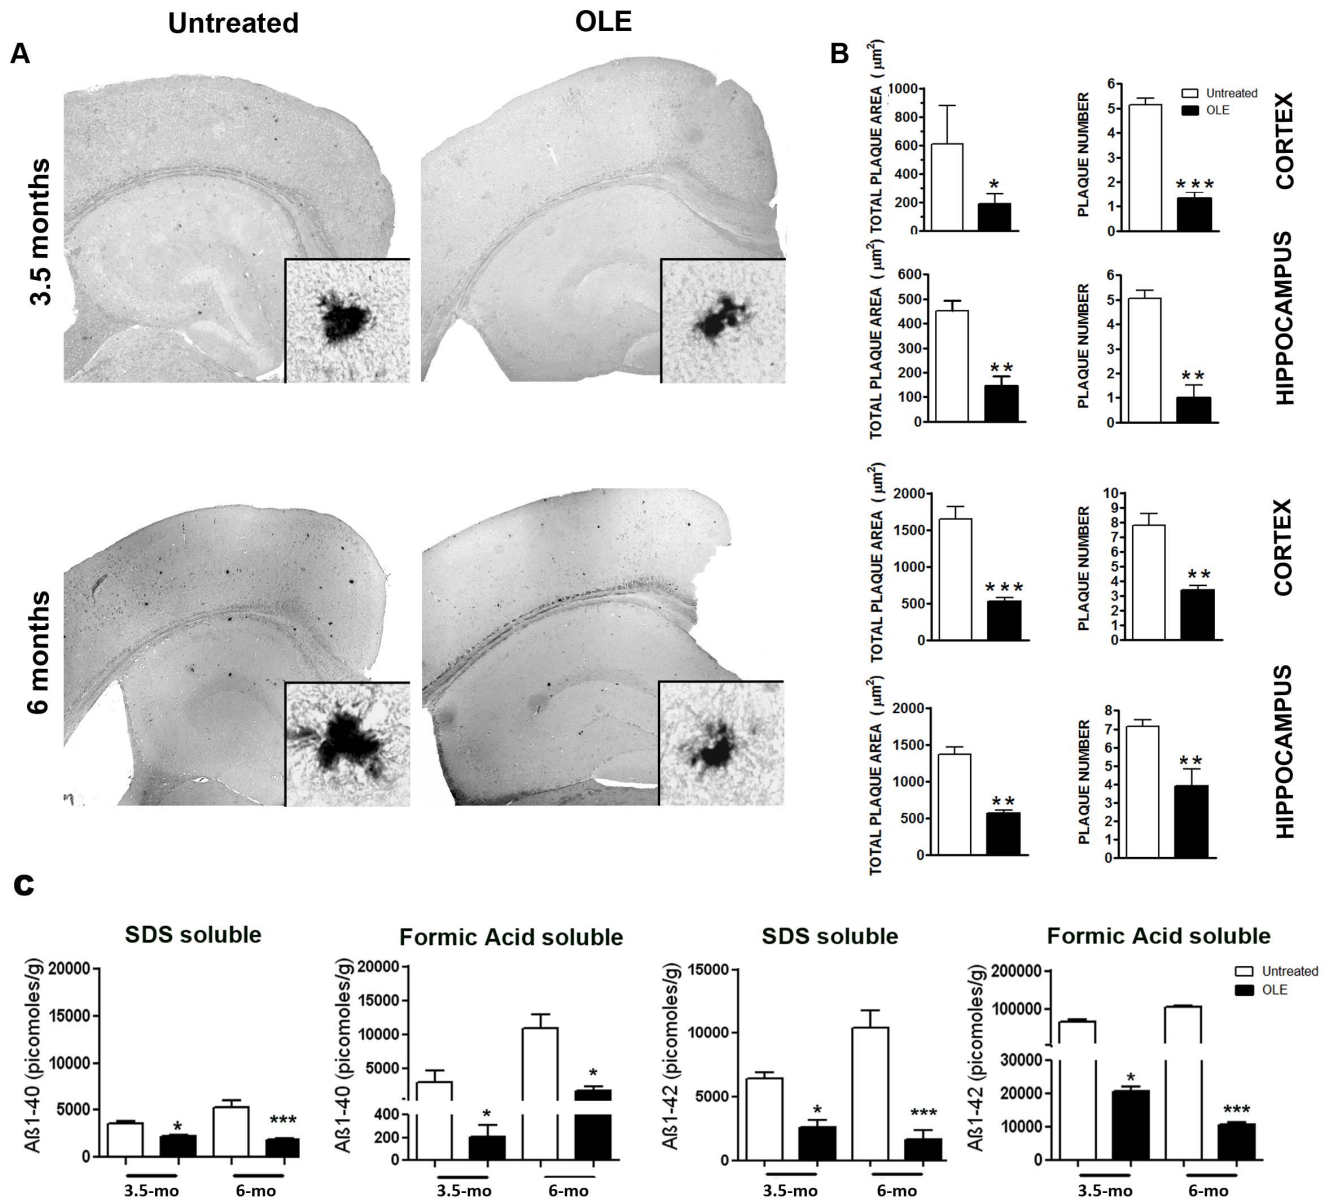 Untreated
OLE
A
3.5 months
6 months
B
TOTAL PLAQUE AREA ( μm²)
1000
800
600
400
200
0
*
PLAQUE NUMBER
6
5
4
3
2
1
0
***
Untreated
OLE
CORTEX
TOTAL PLAQUE AREA ( μm²)
600
500
400
300
200
100
0
**
PLAQUE NUMBER
6
5
4
3
2
1
0
**
HIPPOCAMPUS
TOTAL PLAQUE AREA ( μm²)
2000
1500
1000
500
0
***
PLAQUE NUMBER
10
9
8
7
6
5
4
3
2
1
0
**
CORTEX
TOTAL PLAQUE AREA ( μm²)
2000
1500
1000
500
0
**
PLAQUE NUMBER
8
7
6
5
4
3
2
1
0
**
HIPPOCAMPUS
C
SDS soluble
Aß1-40 (picomoles/g)
20000
15000
10000
5000
0
*
***
3.5-mo
6-mo
Formic Acid soluble
Aß1-40 (picomoles/g)
20000
15000
10000
5000
400
200
0
*
*
3.5-mo
6-mo
SDS soluble
Aß1-42 (picomoles/g)
15000
10000
5000
0
*
***
3.5-mo
6-mo
Formic Acid soluble
Aß1-42 (picomoles/g)
200000
100000
30000
20000
10000
0
*
***
3.5-mo
6-mo
Untreated
OLE